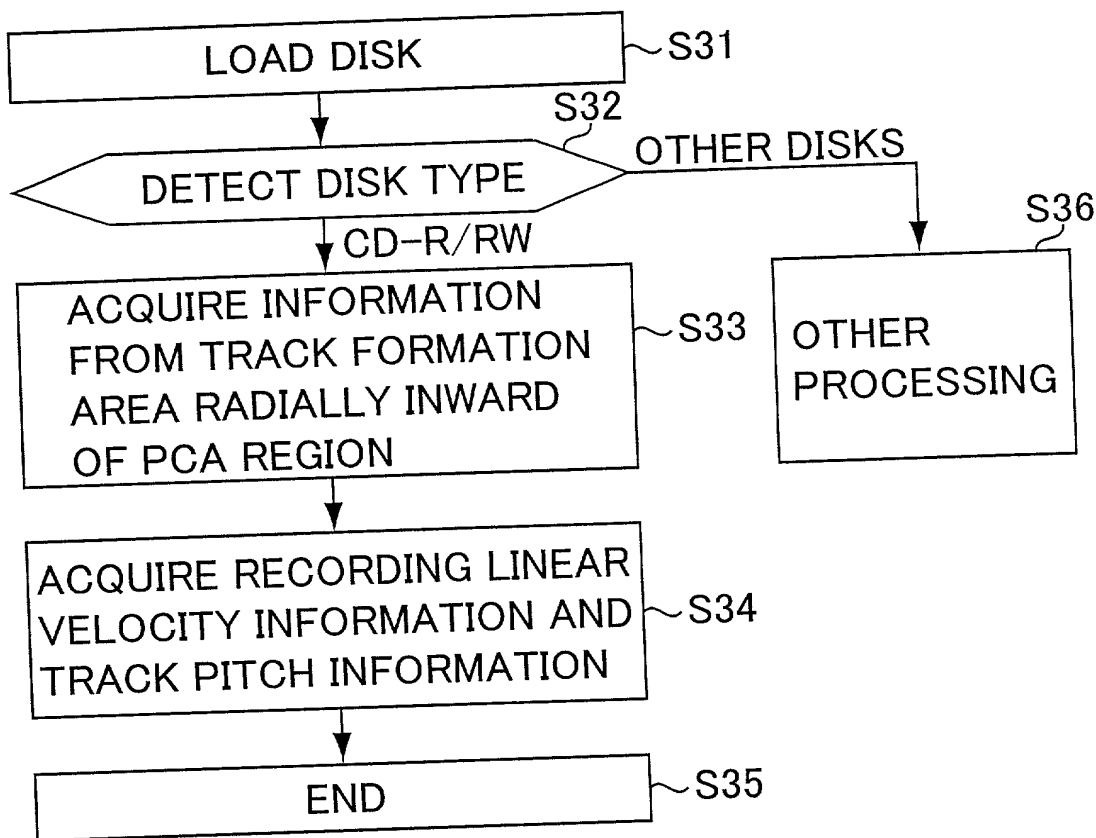 LOAD DISK
S31
S32
DETECT DISK TYPE
OTHER DISKS
CD-R/RW
S36
ACQUIRE INFORMATION
FROM TRACK FORMATION
AREA RADIALLY INWARD
OF PCA REGION
S33
OTHER
PROCESSING
ACQUIRE RECORDING LINEAR
VELOCITY INFORMATION AND
TRACK PITCH INFORMATION
S34
END
S35